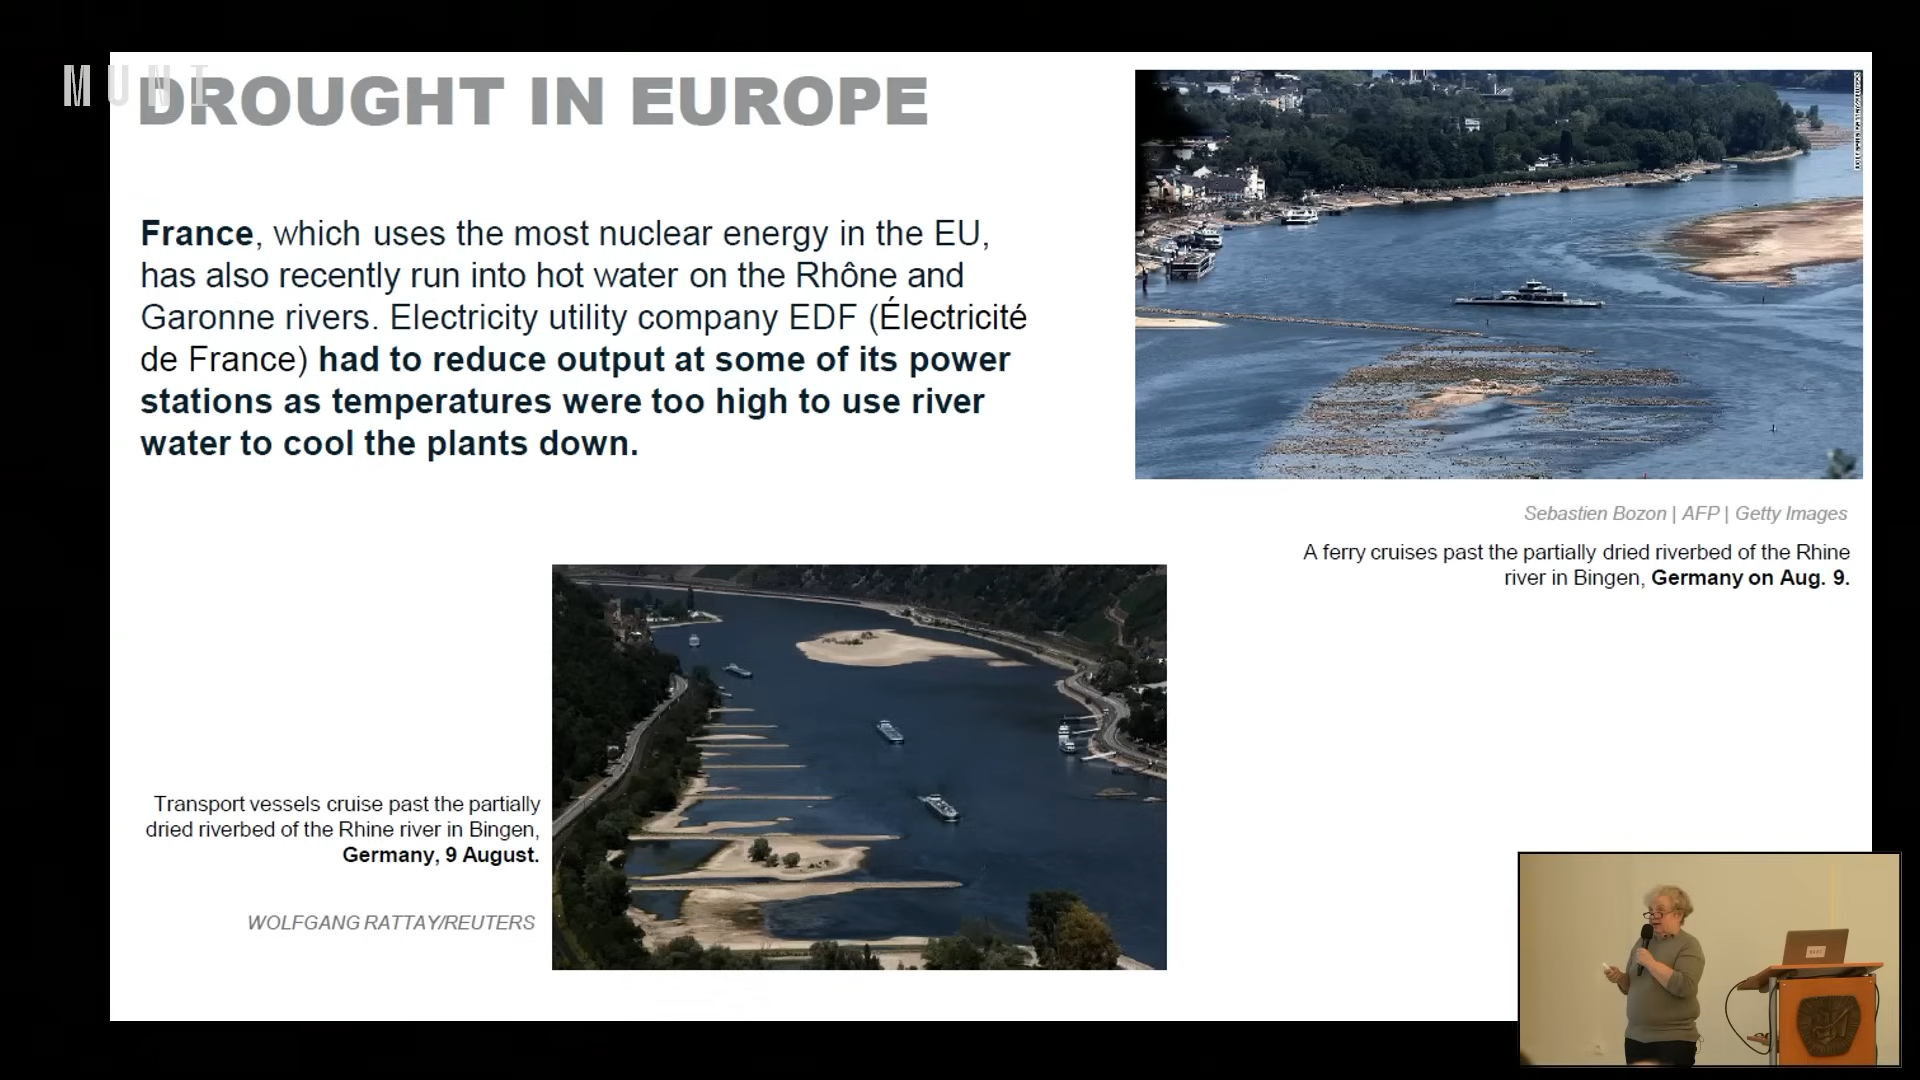 MUNI
DROUGHT IN EUROPE
France, which uses the most nuclear energy in the EU,
has also recently run into hot water on the Rhône and
Garonne rivers. Electricity utility company EDF (Électricité
de France) had to reduce output at some of its power
stations as temperatures were too high to use river
water to cool the plants down.
Sebastien Bozon | AFP | Getty Images
A ferry cruises past the partially dried riverbed of the Rhine
river in Bingen, Germany on Aug. 9.
Transport vessels cruise past the partially
dried riverbed of the Rhine river in Bingen,
Germany, 9 August.
WOLFGANG RATTAY/REUTERS